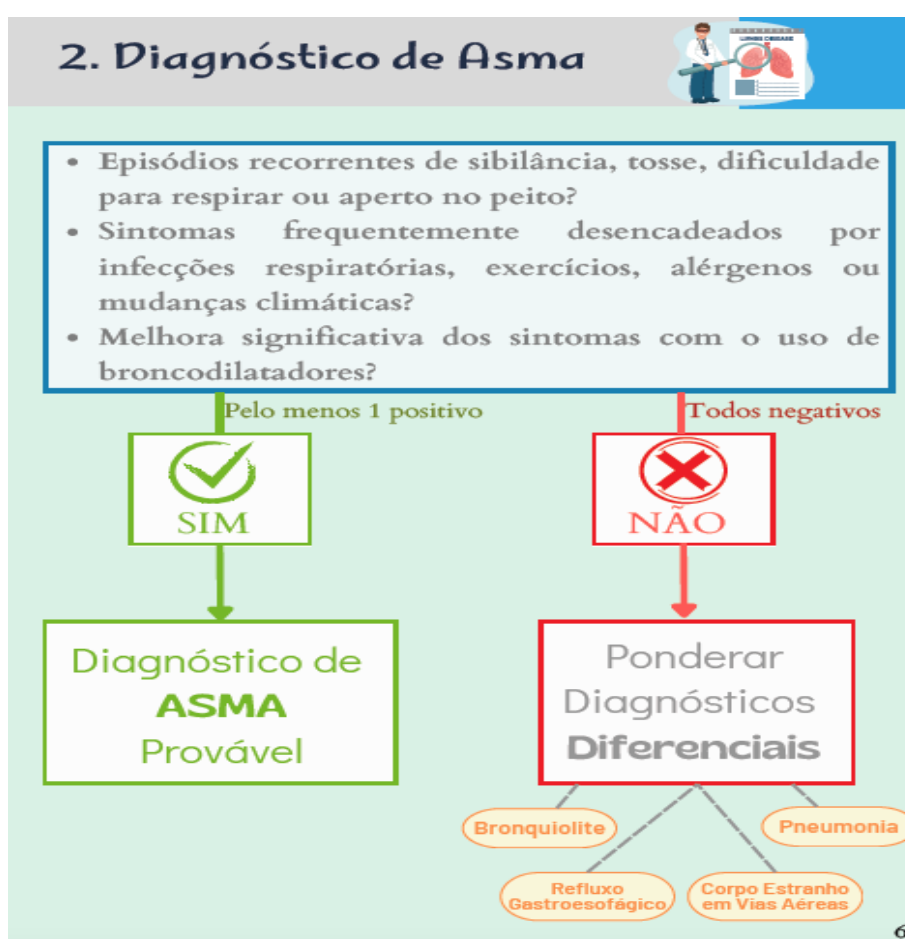 2. Diagnóstico de Asma
LUNGS DISEASE
• Episódios recorrentes de sibilância, tosse, dificuldade
para respirar ou aperto no peito?
• Sintomas frequentemente desencadeados por
infecções respiratórias, exercícios, alérgenos ou
mudanças climáticas?
• Melhora significativa dos sintomas com o uso de
broncodilatadores?
Pelo menos 1 positivo
Todos negativos
SIM
NÃO
Diagnóstico de
ASMA
Provável
Ponderar
Diagnósticos
Diferenciais
Bronquiolite
Pneumonia
Refluxo
Gastroesofágico
Corpo Estranho
em Vias Aéreas
6